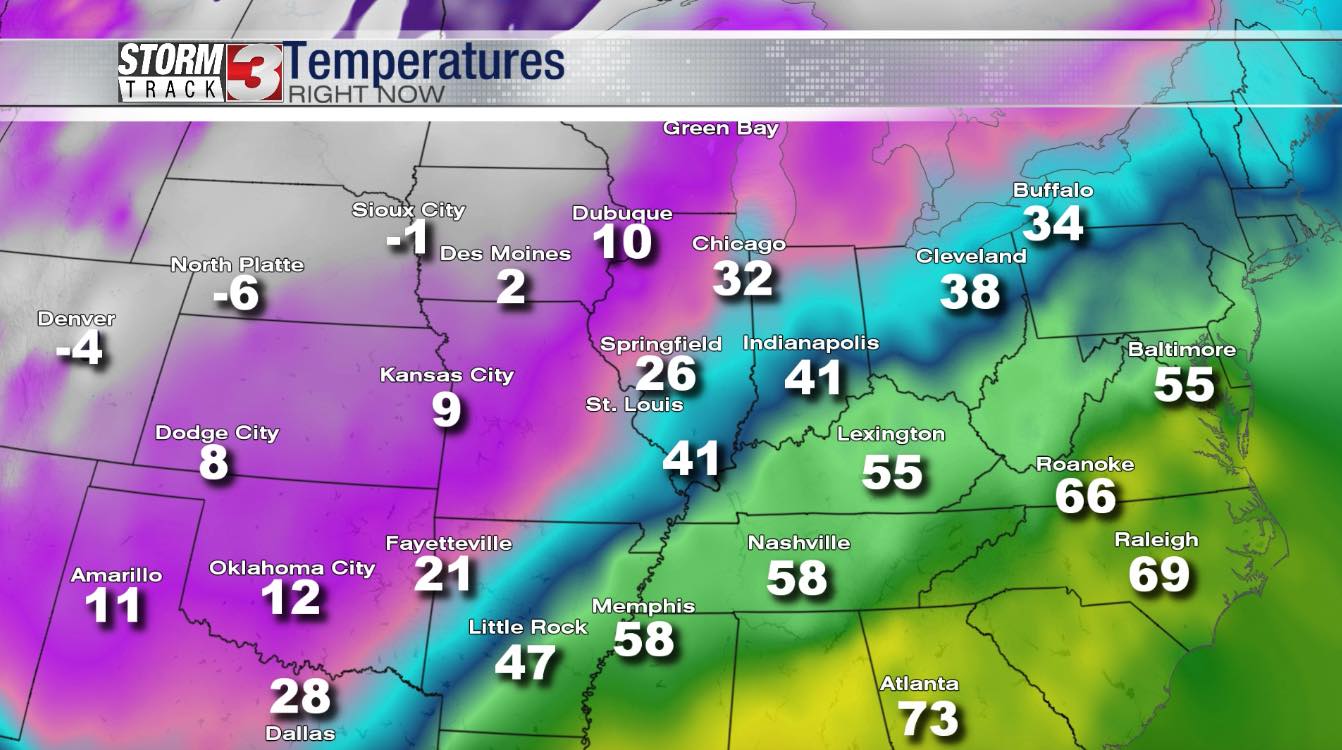 STORM
TRACK
3
Temperatures
RIGHT NOW
Green Bay
Buffalo
34
Sioux City
-1
Dubuque
10
Chicago
32
Des Moines
2
Cleveland
38
North Platte
-6
Denver
-4
Springfield
26
Indianapolis
41
Baltimore
55
Kansas City
9
St. Louis
41
Dodge City
8
Lexington
55
Roanoke
66
Fayetteville
21
Nashville
58
Raleigh
69
Amarillo
11
Oklahoma City
12
Memphis
58
Little Rock
47
28
Dallas
Atlanta
73